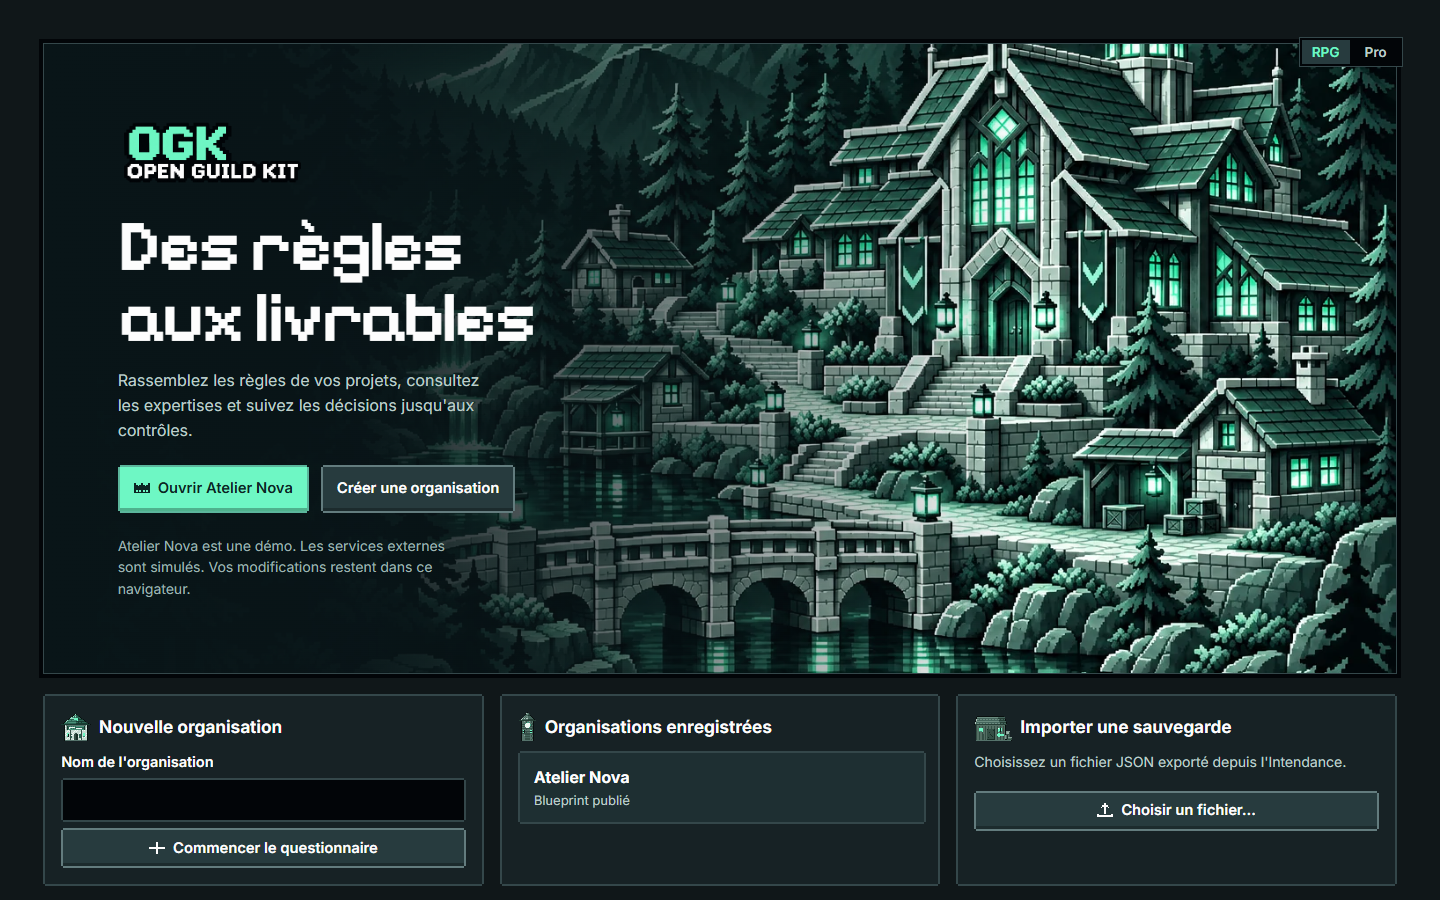 RPG Pro
OGK
OPEN GUILD KIT
Des règles
aux livrables
Rassemblez les règles de vos projets, consultez
les expertises et suivez les décisions jusqu'aux
contrôles.
Ouvrir Atelier Nova
Créer une organisation
Atelier Nova est une démo. Les services externes
sont simulés. Vos modifications restent dans ce
navigateur.
Nouvelle organisation
Nom de l'organisation
Commencer le questionnaire
Organisations enregistrées
Atelier Nova
Blueprint publié
Importer une sauvegarde
Choisissez un fichier JSON exporté depuis l'Intendance.
Choisir un fichier...